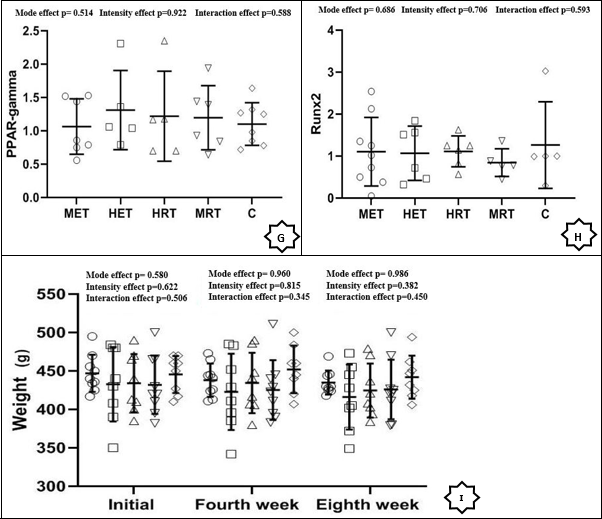 Mode effect p= 0.514 Intensity effect p=0.922 Interaction effect p=0.588
PPAR-gamma
2.5
2.0
1.5
1.0
0.5
0.0
MET HET HRT MRT C
G
Mode effect p= 0.686 Intensity effect p=0.706 Interaction effect p=0.593
Runx2
4
3
2
1
0
MET HET HRT MRT C
H
Mode effect p= 0.580
Intensity effect p=0.622
Interaction effect p=0.506
Mode effect p= 0.960
Intensity effect p=0.815
Interaction effect p=0.345
Mode effect p= 0.986
Intensity effect p=0.382
Interaction effect p=0.450
Weight (g)
550
500
450
400
350
300
Initial Fourth week Eighth week
I